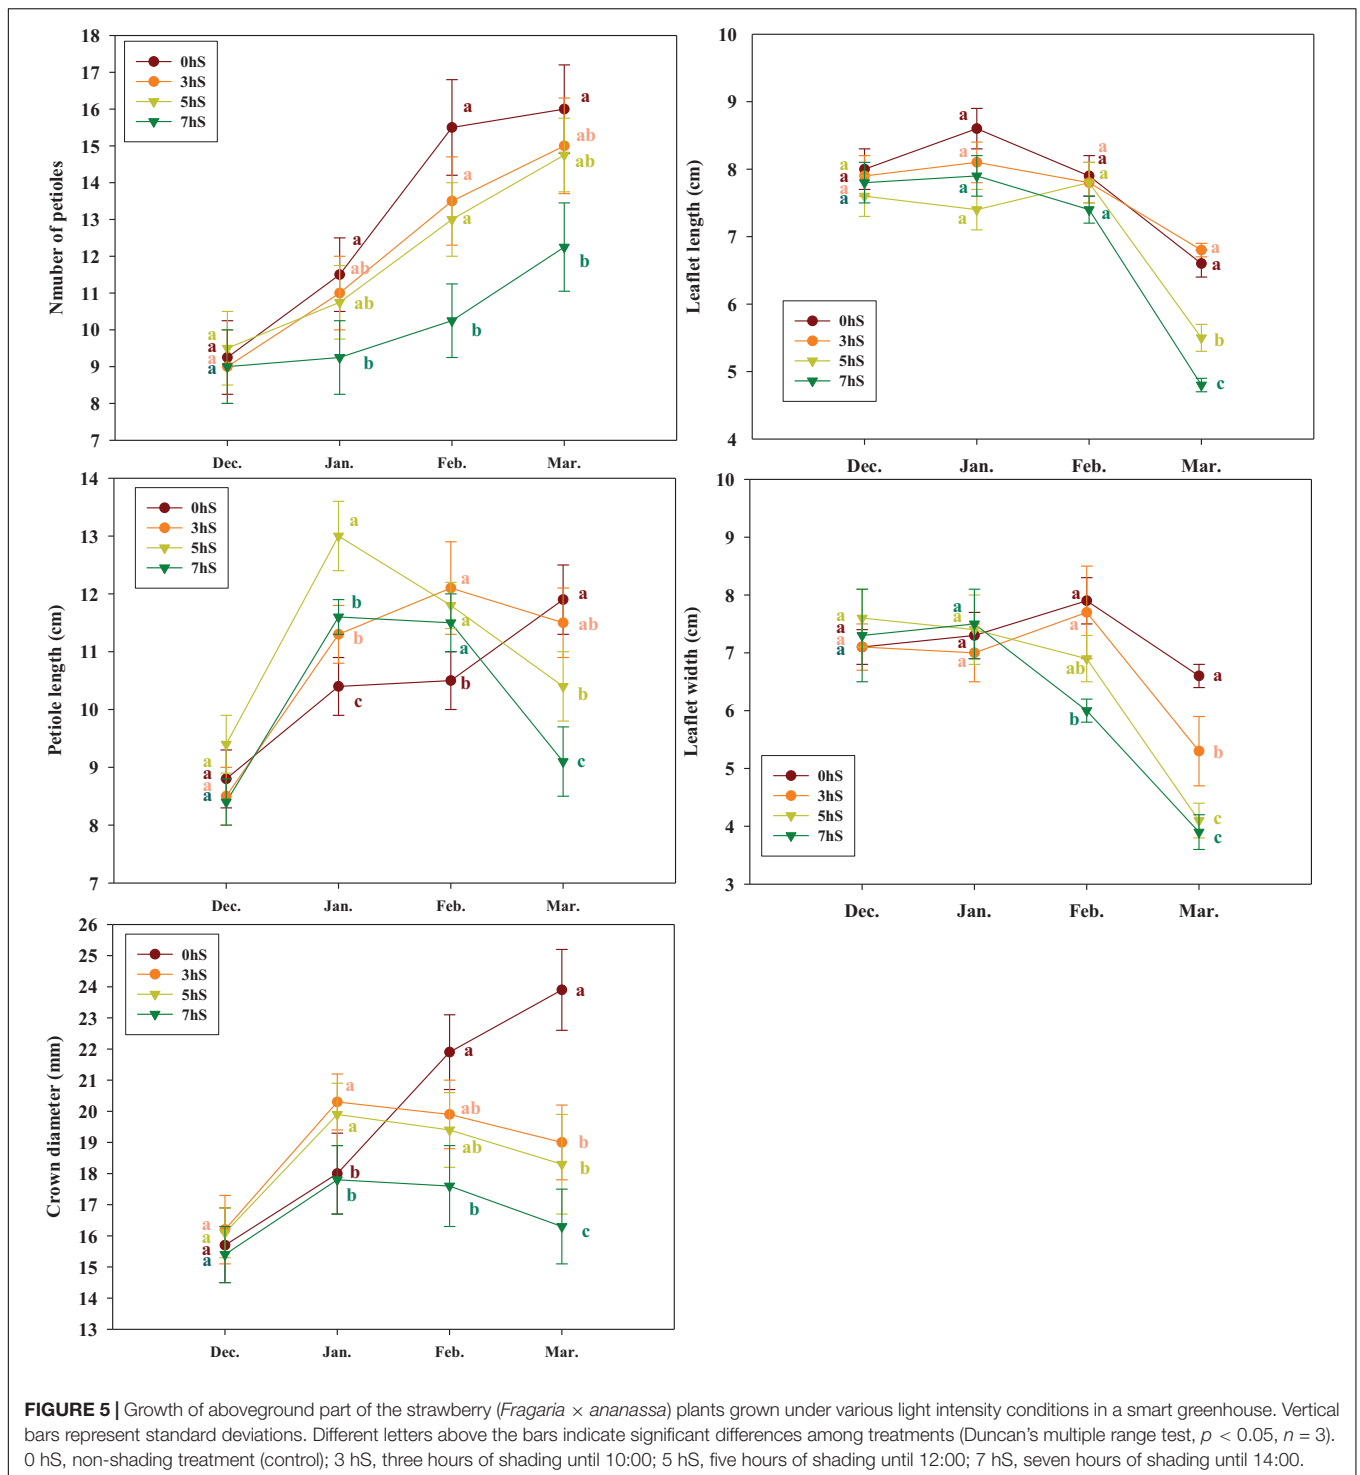 18
17
16
15
14
13
12
11
10
9
8
7
Nmuber of petioles
0hS
3hS
5hS
7hS
a
a
a
a
a
ab
ab
b
a
a
a
b
a
ab
ab
b
Dec. Jan. Feb. Mar.
10
9
8
7
6
5
4
Leaflet length (cm)
0hS
3hS
5hS
7hS
a
a
a
a
a
a
a
a
a
a
a
a
a
a
b
c
Dec. Jan. Feb. Mar.
14
13
12
11
10
9
8
7
Petiole length (cm)
0hS
3hS
5hS
7hS
a
a
a
a
a
b
b
c
a
a
a
b
a
ab
b
c
Dec. Jan. Feb. Mar.
10
9
8
7
6
5
4
3
Leaflet width (cm)
0hS
3hS
5hS
7hS
a
a
a
a
a
a
a
a
a
a
ab
b
a
b
c
c
Dec. Jan. Feb. Mar.
26
25
24
23
22
21
20
19
18
17
16
15
14
13
Crown diameter (mm)
0hS
3hS
5hS
7hS
a
a
a
a
a
a
b
b
a
ab
ab
b
a
b
b
c
Dec. Jan. Feb. Mar.
FIGURE 5 | Growth of aboveground part of the strawberry (Fragaria × ananassa) plants grown under various light intensity conditions in a smart greenhouse. Vertical
bars represent standard deviations. Different letters above the bars indicate significant differences among treatments (Duncan's multiple range test, p < 0.05, n = 3).
0 hS, non-shading treatment (control); 3 hS, three hours of shading until 10:00; 5 hS, five hours of shading until 12:00; 7 hS, seven hours of shading until 14:00.